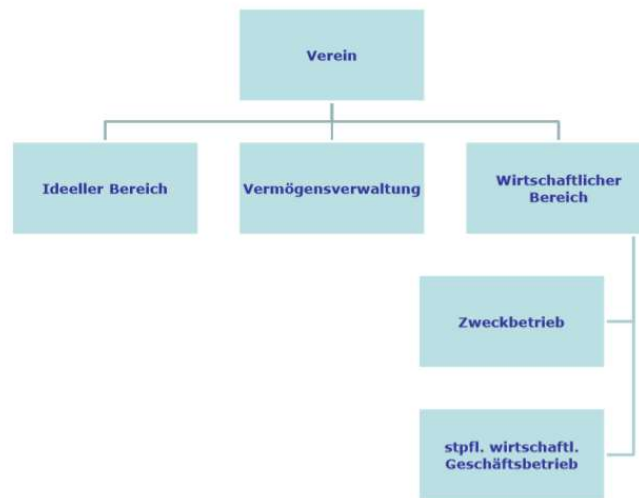 Verein
Ideeller Bereich
Vermögensverwaltung
Wirtschaftlicher
Bereich
Zweckbetrieb
stpfl. wirtschaftl.
Geschäftsbetrieb